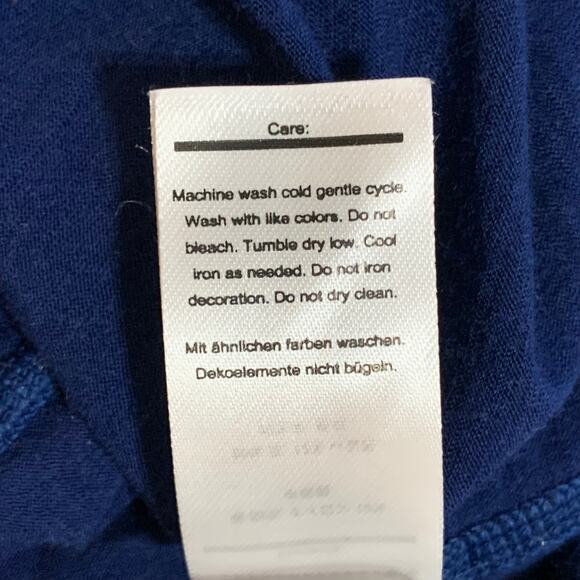 Care:
Machine wash cold gentle cycle.
Wash with like colors. Do not
bleach. Tumble dry low. Cool
iron as needed. Do not iron
decoration. Do not dry clean.
Mit ähnlichen farben waschen.
Dekoelemente nicht bügeln.